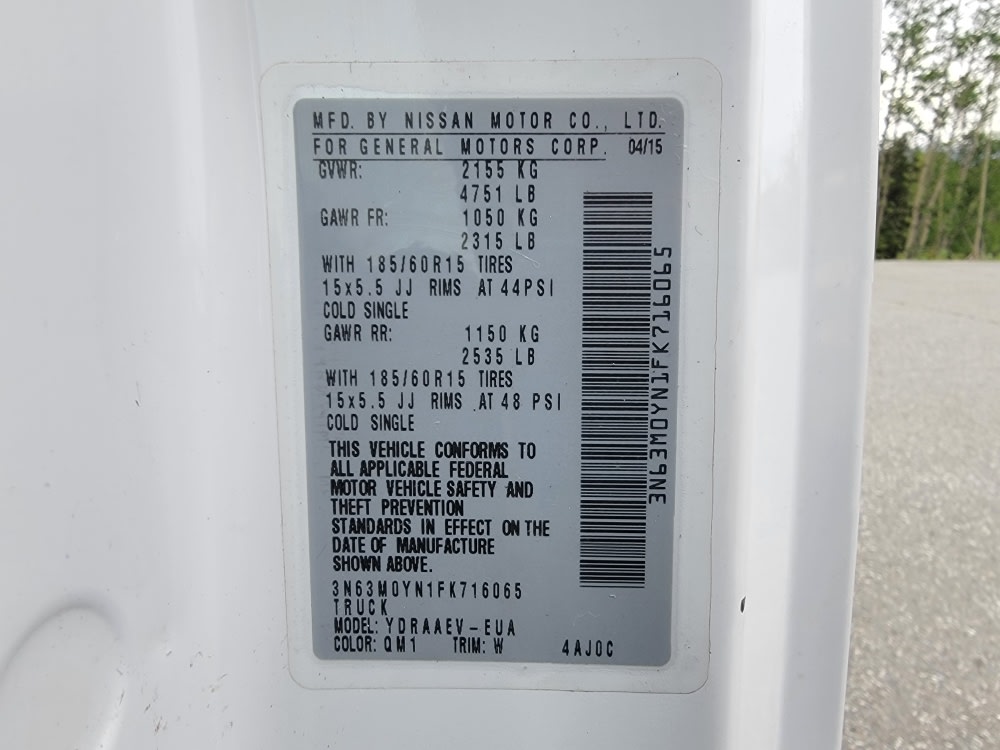 MFD. BY NISSAN MOTOR CO., LTD.
FOR GENERAL MOTORS CORP. 04/15
GVWR: 2155 KG
4751 LB
GAWR FR: 1050 KG
2315 LB
WITH 185/60R15 TIRES
15x5.5 JJ RIMS AT 44PSI
COLD SINGLE
GAWR RR: 1150 KG
2535 LB
WITH 185/60R15 TIRES
15x5.5 JJ RIMS AT 48 PSI
COLD SINGLE
THIS VEHICLE CONFORMS TO
ALL APPLICABLE FEDERAL
MOTOR VEHICLE SAFETY AND
THEFT PREVENTION
STANDARDS IN EFFECT ON THE
DATE OF MANUFACTURE
SHOWN ABOVE.
3N63M0YN1FK716065
TRUCK
MODEL: YDRAAEV-EUA
COLOR: QM1 TRIM: W 4AJ0C
3N63M0YN1FK716065